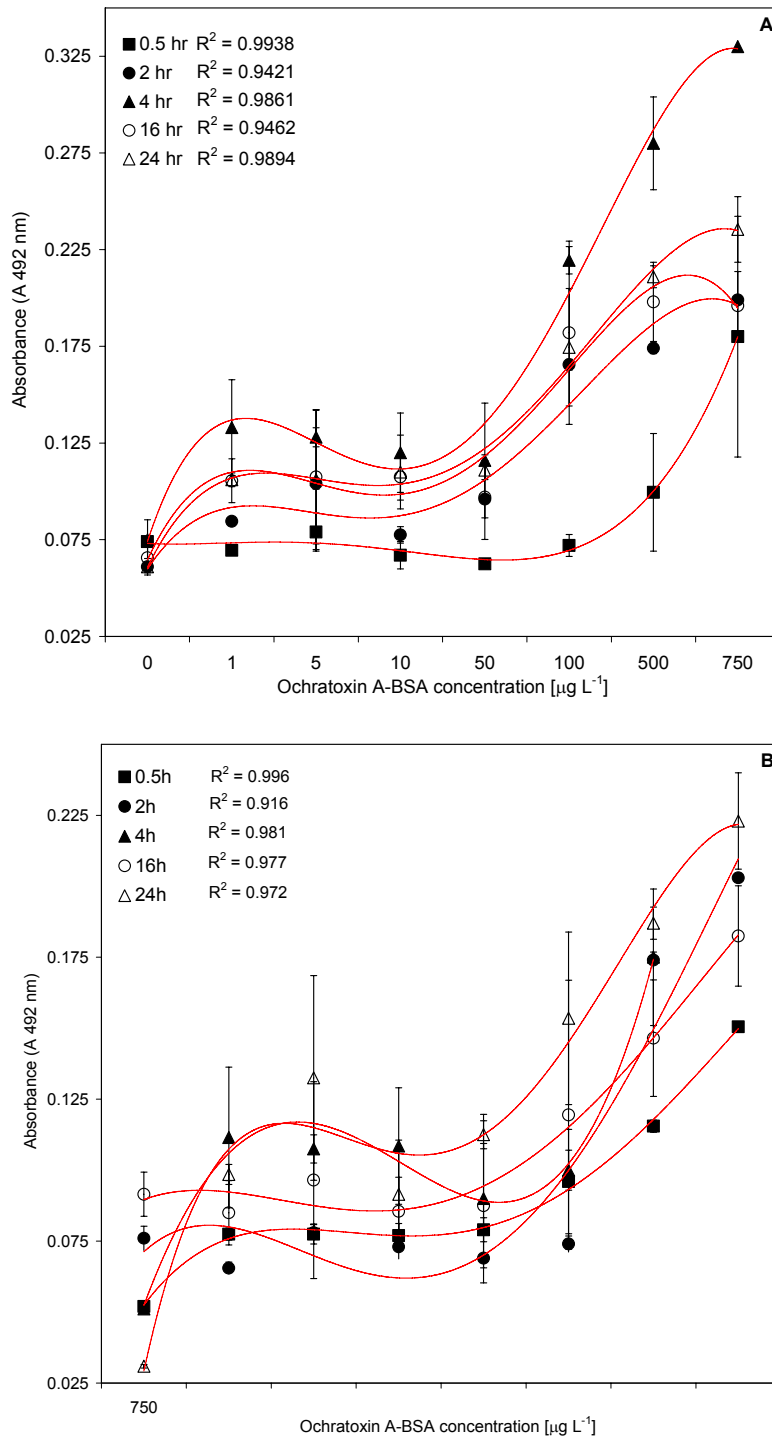 A
0.5 hr R² = 0.9938
2 hr R² = 0.9421
4 hr R² = 0.9861
16 hr R² = 0.9462
24 hr R² = 0.9894
0.325
0.275
0.225
0.175
0.125
0.075
0.025
Absorbance (A 492 nm)
0 1 5 10 50 100 500 750
Ochratoxin A-BSA concentration [μg L⁻¹]
B
0.5h R² = 0.996
2h R² = 0.916
4h R² = 0.981
16h R² = 0.977
24h R² = 0.972
0.225
0.175
0.125
0.075
0.025
Absorbance (A 492 nm)
750
Ochratoxin A-BSA concentration [μg L⁻¹]